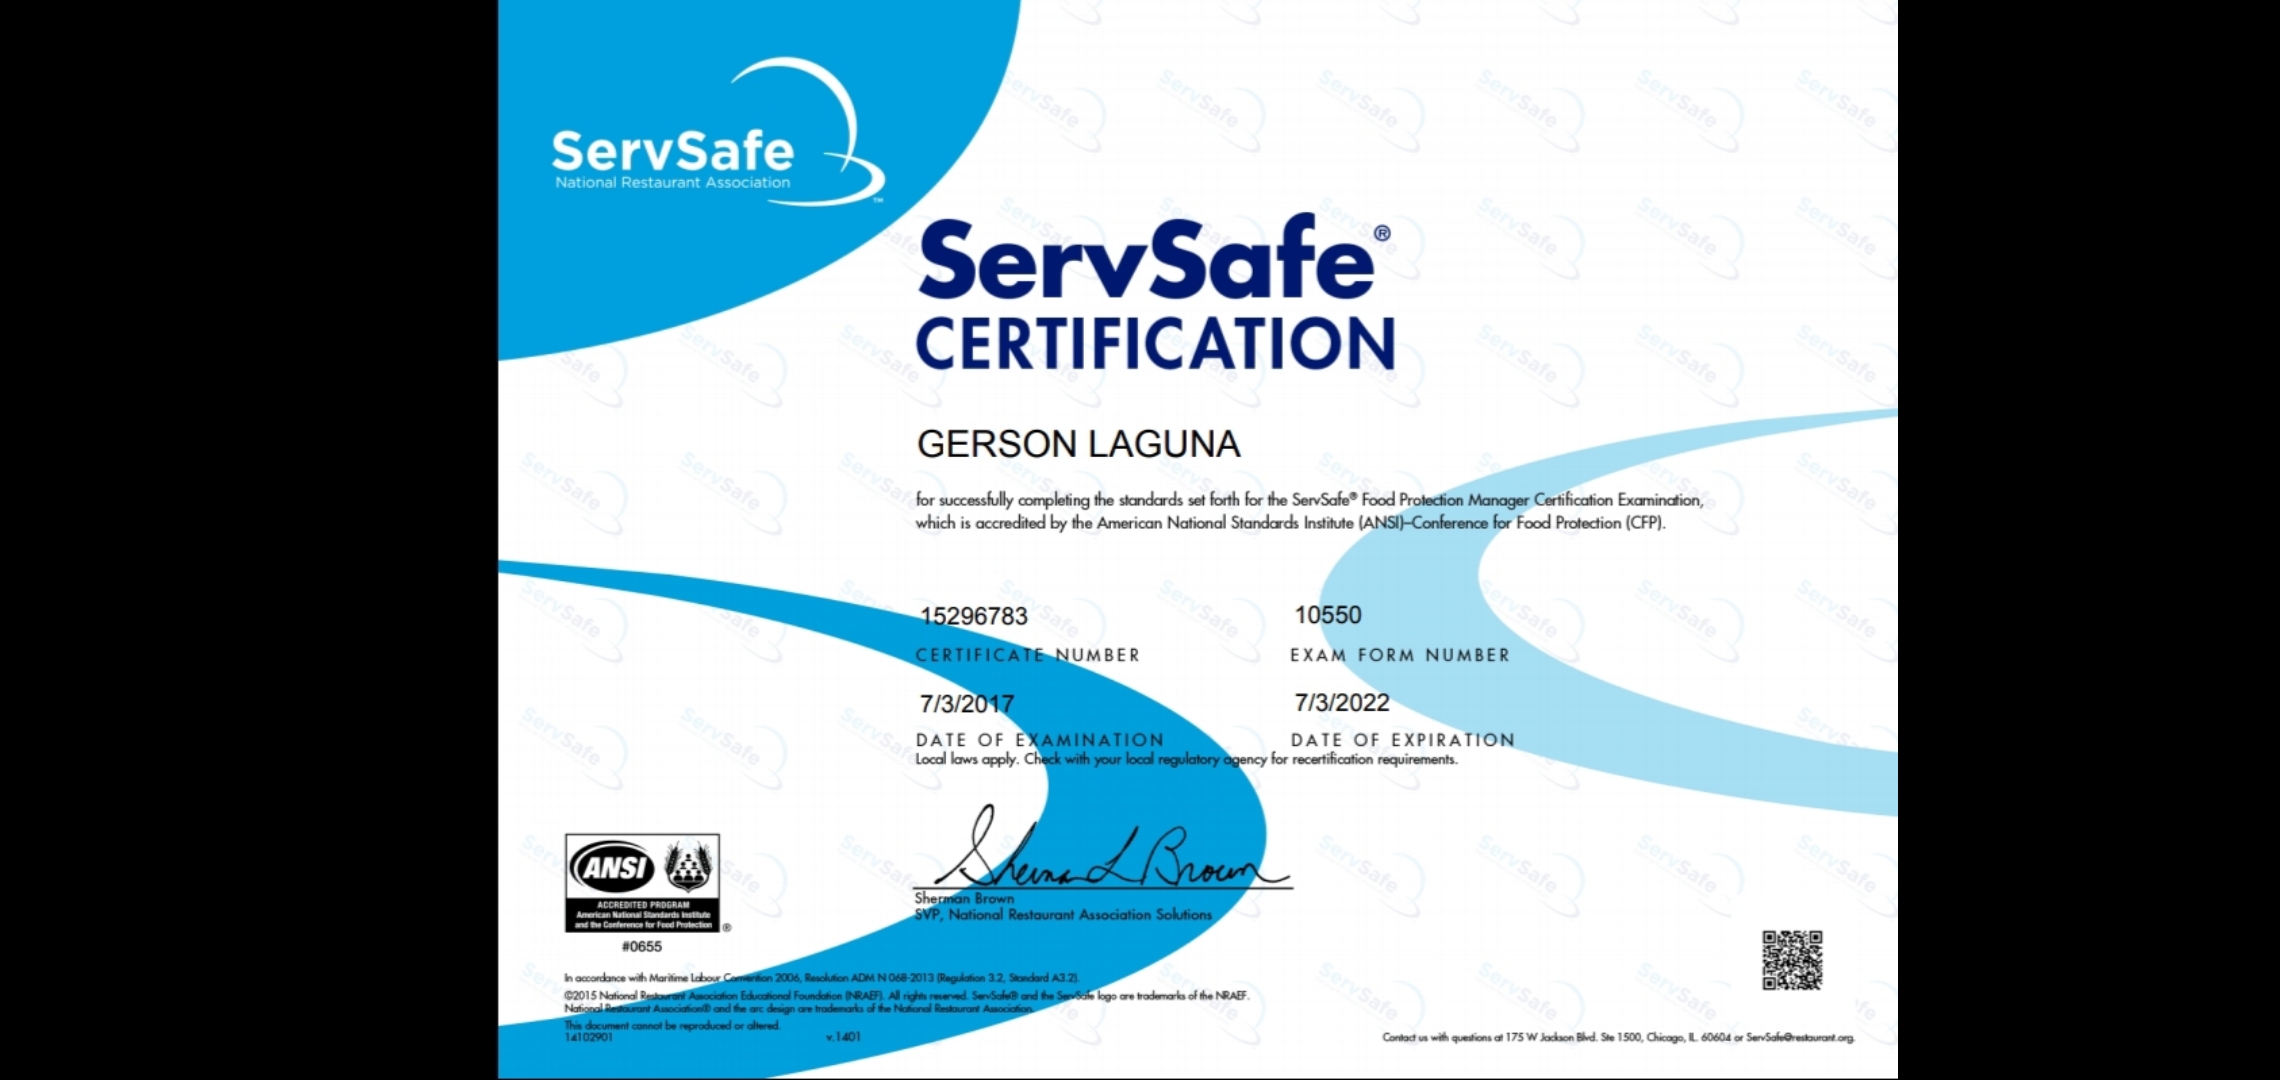 ServSafe
National Restaurant Association
™
ServSafe®
CERTIFICATION
GERSON LAGUNA
for successfully completing the standards set forth for the ServSafe® Food Protection Manager Certification Examination,
which is accredited by the American National Standards Institute (ANSI)–Conference for Food Protection (CFP).
15296783
CERTIFICATE NUMBER
10550
EXAM FORM NUMBER
7/3/2017
DATE OF EXAMINATION
7/3/2022
DATE OF EXPIRATION
Local laws apply. Check with your local regulatory agency for recertification requirements.
Sherman Brown
SVP, National Restaurant Association Solutions
ANSI
ACCREDITED PROGRAM
American National Standards Institute
and the Conference for Food Protection
®
#0655
In accordance with Maritime Labour Convention 2006, Resolution ADM N 068-2013 (Regulation 3.2, Standard A3.2).
©2015 National Restaurant Association Educational Foundation (NRAEF). All rights reserved. ServSafe® and the ServSafe logo are trademarks of the NRAEF.
National Restaurant Association® and the arc design are trademarks of the National Restaurant Association.
This document cannot be reproduced or altered.
14102901
v.1401
Contact us with questions at 175 W Jackson Blvd. Ste 1500, Chicago, IL. 60604 or ServSafe@restaurant.org.